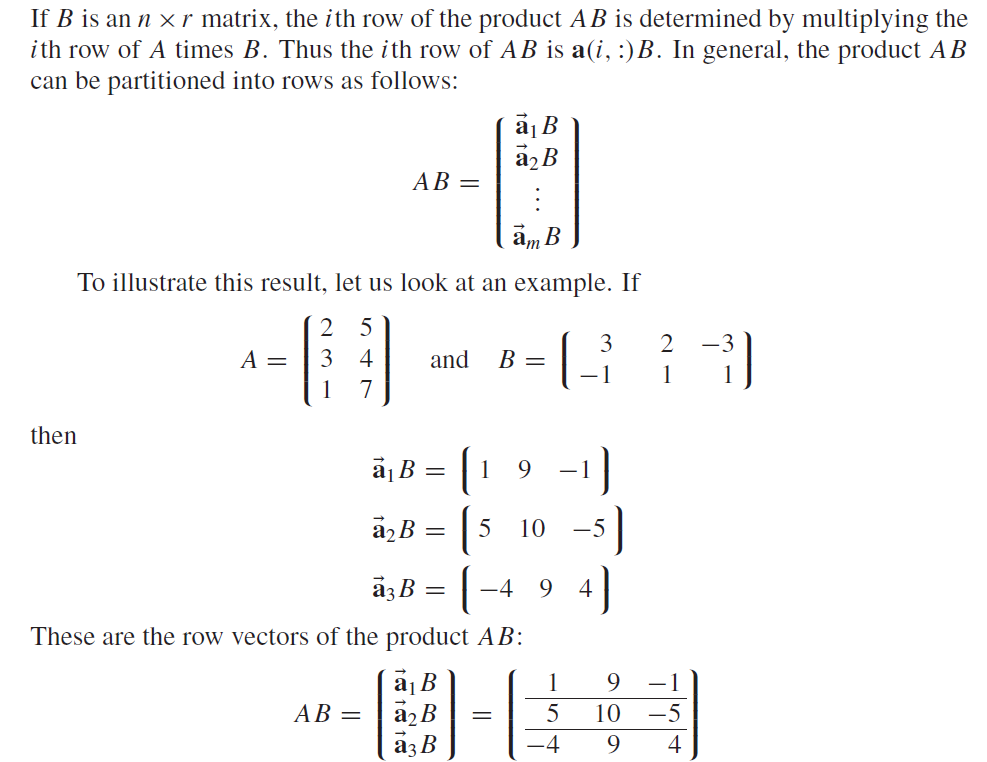 If B is an n × r matrix, the ith row of the product AB is determined by multiplying the
ith row of A times B. Thus the ith row of AB is a(i, :)B. In general, the product AB
can be partitioned into rows as follows:
AB = ( a⃗₁B
a⃗₂B
⋮
a⃗ₘB )
To illustrate this result, let us look at an example. If
A = ( 2 5
3 4
1 7 ) and B = ( 3 2 −3
−1 1 1 )
then
a⃗₁B = ( 1 9 −1 )
a⃗₂B = ( 5 10 −5 )
a⃗₃B = ( −4 9 4 )
These are the row vectors of the product AB:
AB = ( a⃗₁B
a⃗₂B
a⃗₃B ) = ( 1 9 −1
5 10 −5
−4 9 4 )